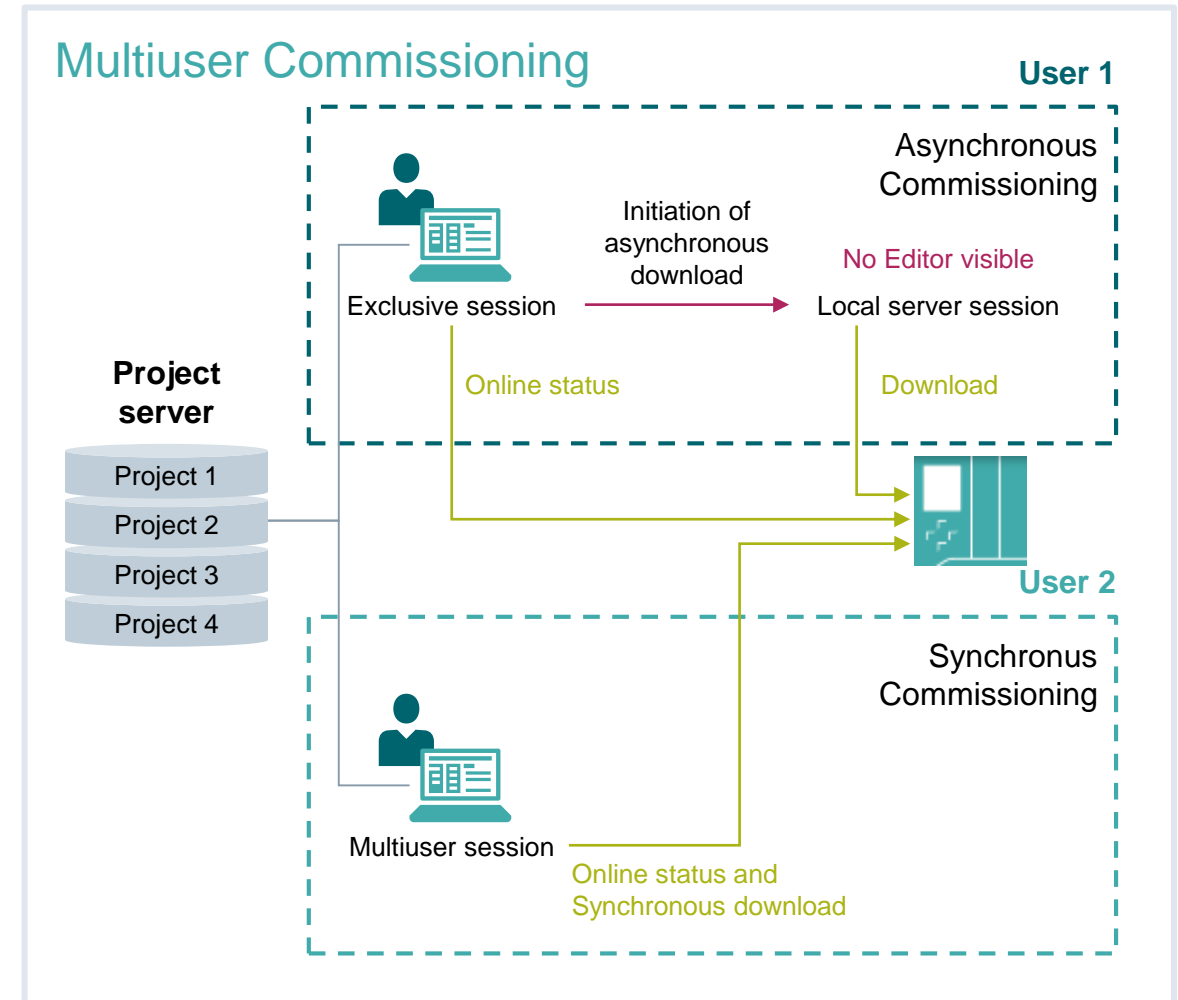 Multiuser Commissioning
User 1
Asynchronous
Commissioning
Initiation of
asynchronous
download
No Editor visible
Exclusive session
Local server session
Online status
Download
Project
server
Project 1
Project 2
Project 3
Project 4
User 2
Synchronus
Commissioning
Multiuser session
Online status and
Synchronous download